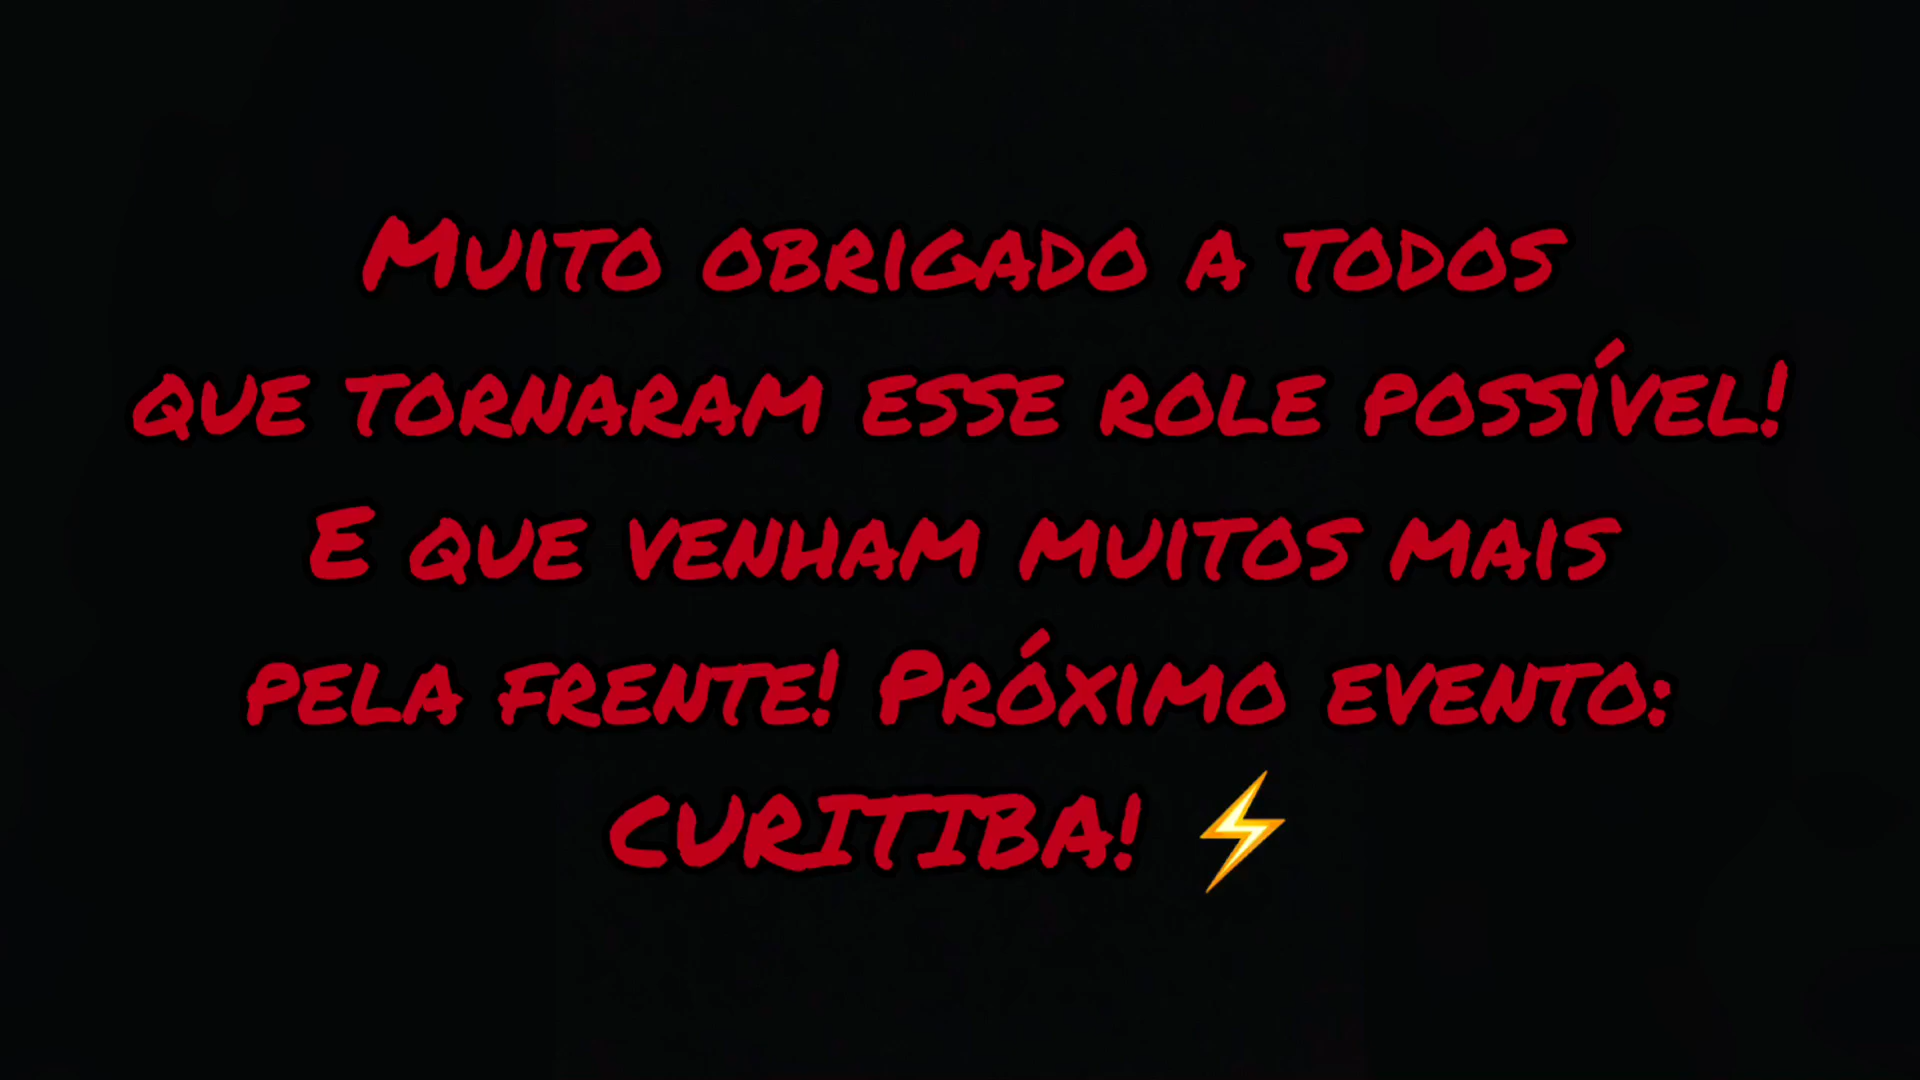 Muito obrigado a todos
que tornaram esse role possível!
E que venham muitos mais
pela frente! Próximo evento:
CURITIBA! ⚡